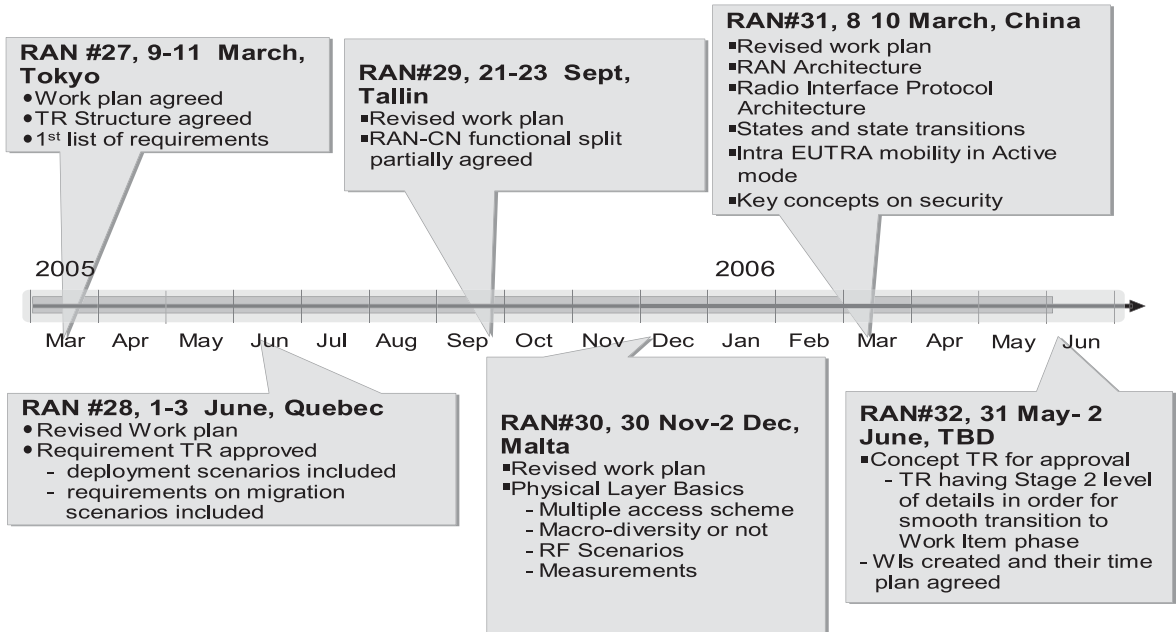 RAN #27, 9-11 March,
Tokyo
•Work plan agreed
•TR Structure agreed
•1st list of requirements
RAN#29, 21-23 Sept,
Tallin
▪Revised work plan
▪RAN-CN functional split
partially agreed
RAN#31, 8 10 March, China
▪Revised work plan
▪RAN Architecture
▪Radio Interface Protocol
Architecture
▪States and state transitions
▪Intra EUTRA mobility in Active
mode
▪Key concepts on security
2005
2006
Mar Apr May Jun Jul Aug Sep Oct Nov Dec Jan Feb Mar Apr May Jun
RAN #28, 1-3 June, Quebec
•Revised Work plan
•Requirement TR approved
- deployment scenarios included
- requirements on migration
scenarios included
RAN#30, 30 Nov-2 Dec,
Malta
▪Revised work plan
▪Physical Layer Basics
- Multiple access scheme
- Macro-diversity or not
- RF Scenarios
- Measurements
RAN#32, 31 May- 2
June, TBD
▪Concept TR for approval
- TR having Stage 2 level
of details in order for
smooth transition to
Work Item phase
- WIs created and their time
plan agreed